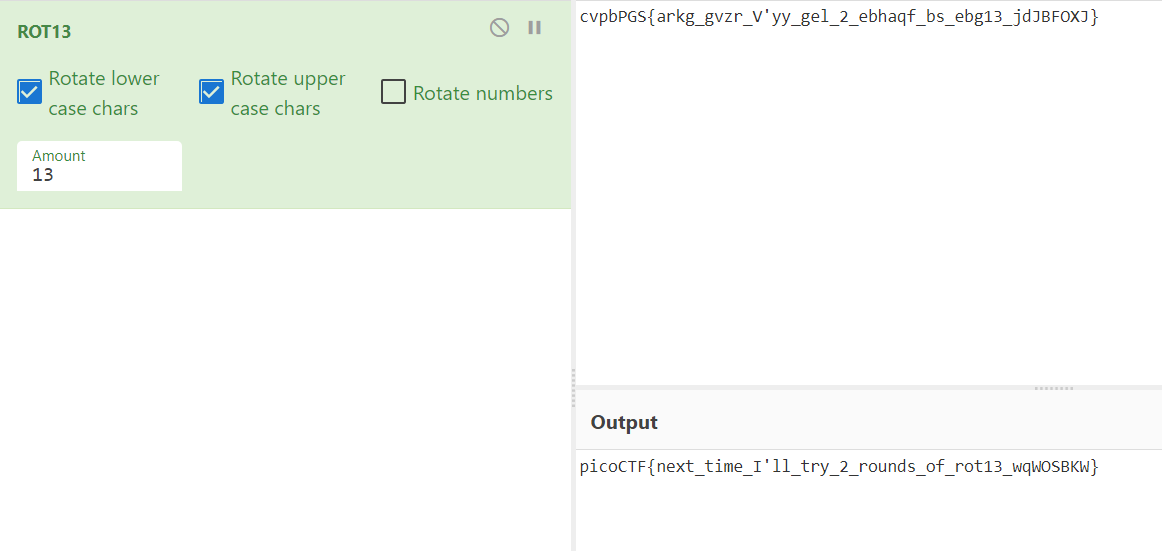 ROT13
Rotate lower case chars
Rotate upper case chars
Rotate numbers
Amount
13
cvpbPGS{arkg_gvzr_V'yy_gel_2_ebhaqf_bs_ebg13_jdJBFOXJ}
Output
picoCTF{next_time_I'll_try_2_rounds_of_rot13_wqWOSBKW}